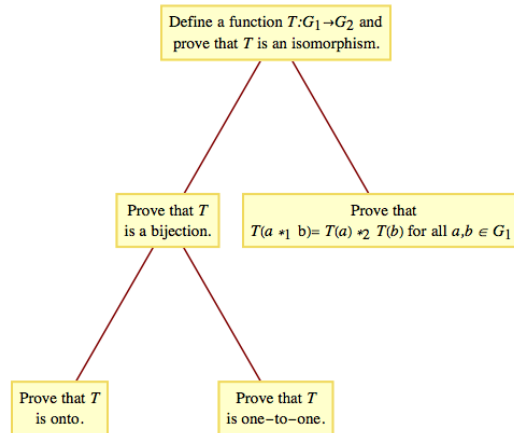 Define a function T:G₁→G₂ and
prove that T is an isomorphism.
Prove that T
is a bijection.
Prove that
T(a *₁ b)= T(a) *₂ T(b) for all a,b ∈ G₁
Prove that T
is onto.
Prove that T
is one-to-one.